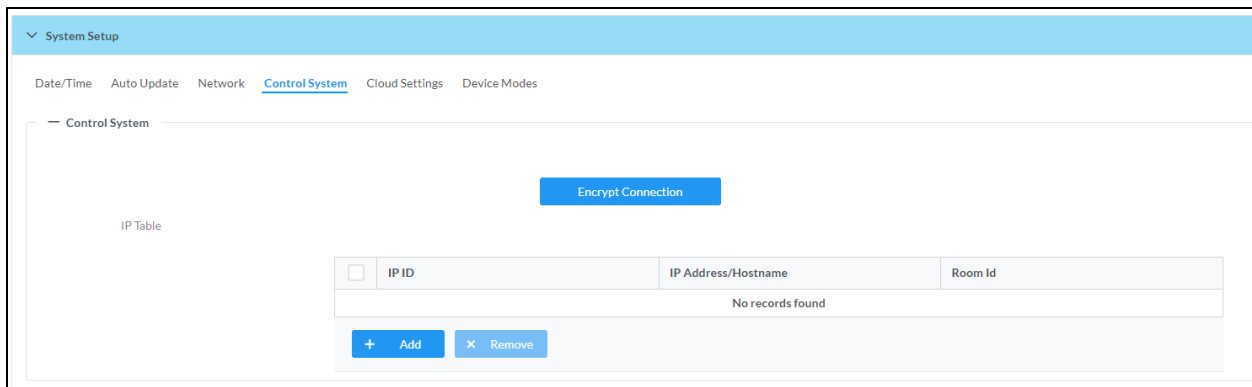 System Setup
Date/Time Auto Update Network Control System Cloud Settings Device Modes
Control System
Encrypt Connection
IP Table
IP ID IP Address/Hostname Room Id
No records found
+ Add × Remove